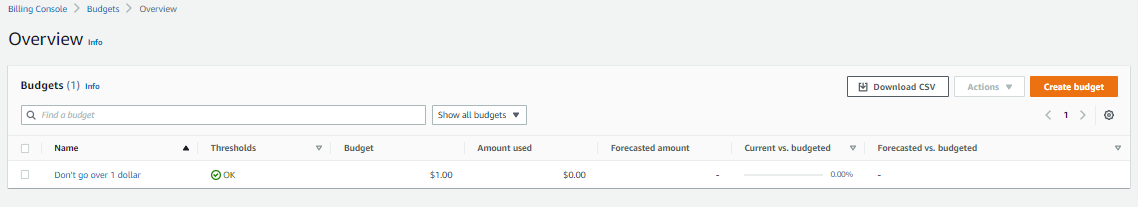 Billing Console > Budgets > Overview
Overview Info
Budgets (1) Info
Download CSV Actions Create budget
Find a budget Show all budgets 1
Name Thresholds Budget Amount used Forecasted amount Current vs. budgeted Forecasted vs. budgeted
Don't go over 1 dollar OK $1.00 $0.00 - 0.00% -